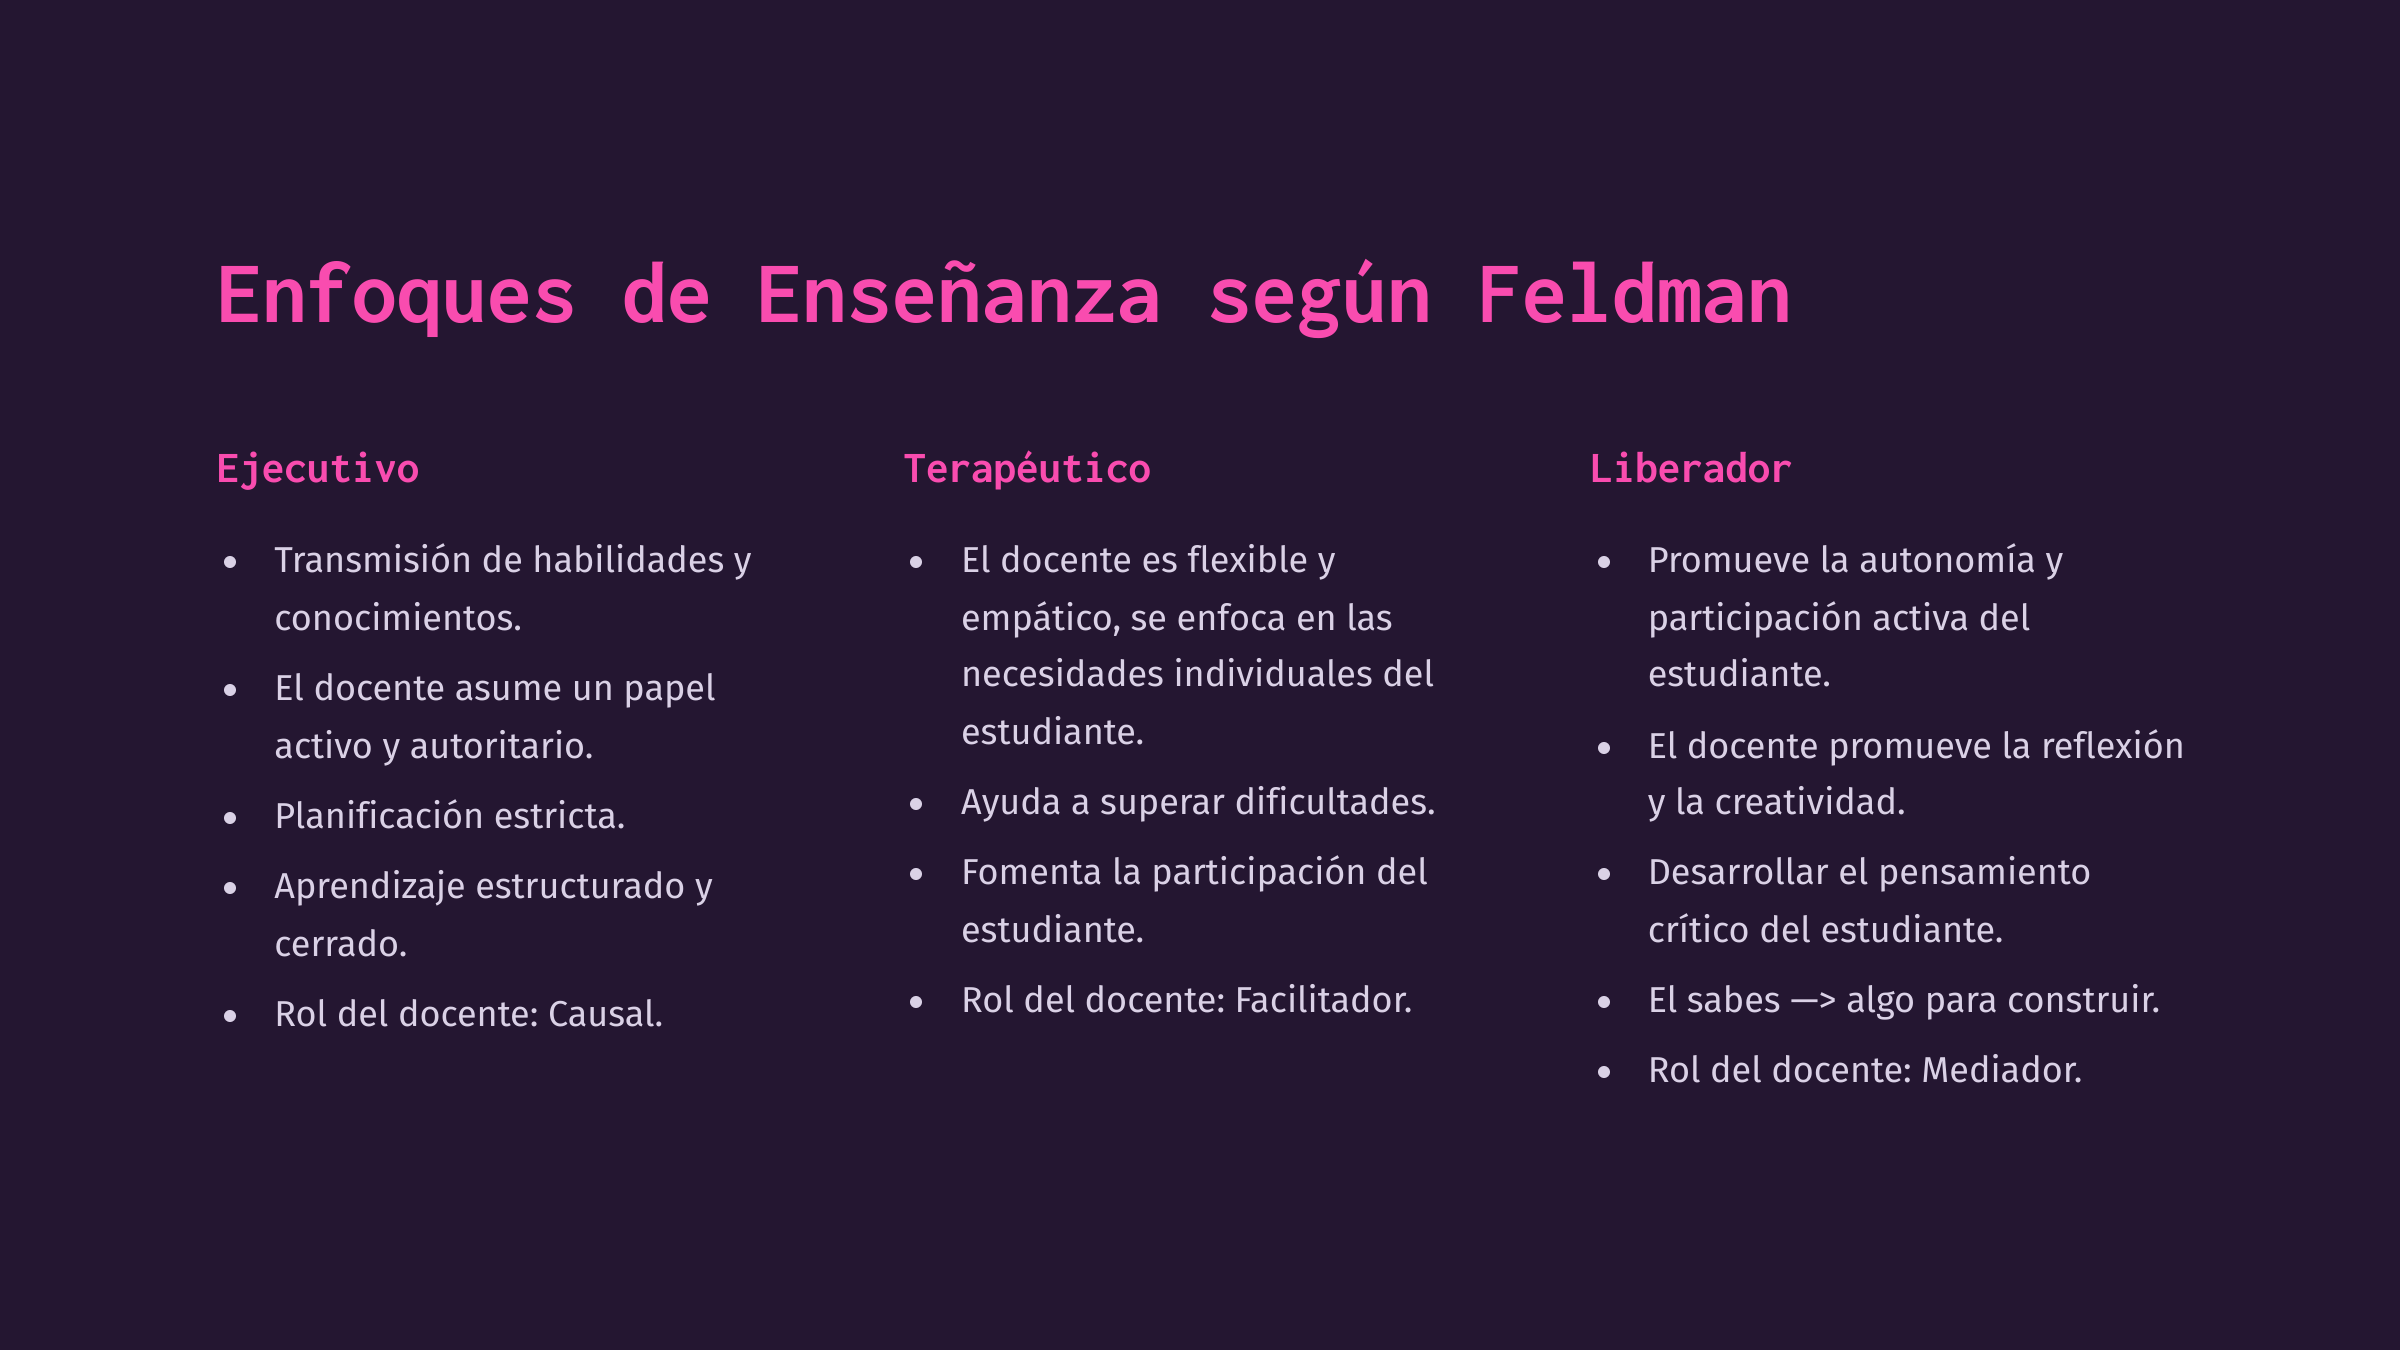 Enfoques de Enseñanza según Feldman
Ejecutivo
• Transmisión de habilidades y
conocimientos.
• El docente asume un papel
activo y autoritario.
• Planificación estricta.
• Aprendizaje estructurado y
cerrado.
• Rol del docente: Causal.
Terapéutico
• El docente es flexible y
empático, se enfoca en las
necesidades individuales del
estudiante.
• Ayuda a superar dificultades.
• Fomenta la participación del
estudiante.
• Rol del docente: Facilitador.
Liberador
• Promueve la autonomía y
participación activa del
estudiante.
• El docente promueve la reflexión
y la creatividad.
• Desarrollar el pensamiento
crítico del estudiante.
• El sabes —> algo para construir.
• Rol del docente: Mediador.